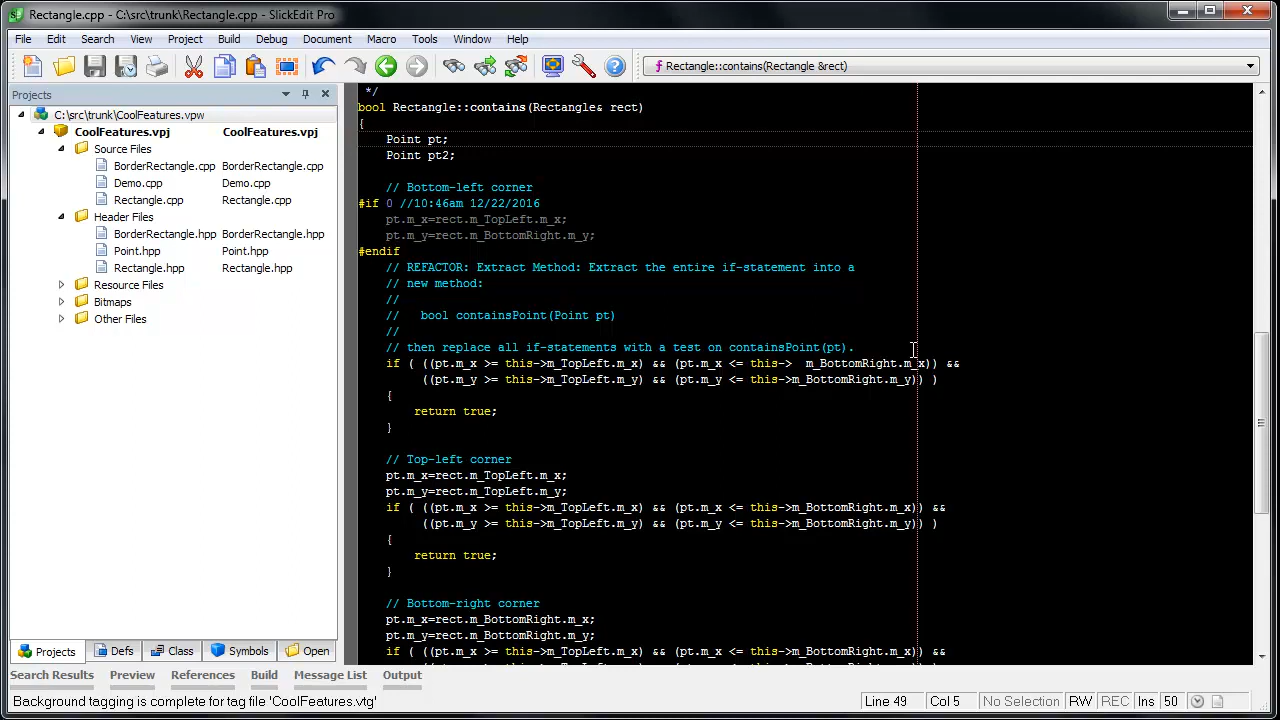 Rectangle.cpp - C:\src\trunk\Rectangle.cpp - SlickEdit Pro
File Edit Search View Project Build Debug Document Macro Tools Window Help
Rectangle::contains(Rectangle &rect)
Projects
C:\src\trunk\CoolFeatures.vpw
CoolFeatures.vpj CoolFeatures.vpj
Source Files
BorderRectangle.cpp BorderRectangle.cpp
Demo.cpp Demo.cpp
Rectangle.cpp Rectangle.cpp
Header Files
BorderRectangle.hpp BorderRectangle.hpp
Point.hpp Point.hpp
Rectangle.hpp Rectangle.hpp
Resource Files
Bitmaps
Other Files
*/
bool Rectangle::contains(Rectangle& rect)
{
Point pt;
Point pt2;
// Bottom-left corner
#if 0 //10:46am 12/22/2016
pt.m_x=rect.m_TopLeft.m_x;
pt.m_y=rect.m_BottomRight.m_y;
#endif
// REFACTOR: Extract Method: Extract the entire if-statement into a
// new method:
//
// bool containsPoint(Point pt)
//
// then replace all if-statements with a test on containsPoint(pt).
if ( ((pt.m_x >= this->m_TopLeft.m_x) && (pt.m_x <= this->  m_BottomRight.m_x)) &&
((pt.m_y >= this->m_TopLeft.m_y) && (pt.m_y <= this->m_BottomRight.m_y)) )
{
return true;
}
// Top-left corner
pt.m_x=rect.m_TopLeft.m_x;
pt.m_y=rect.m_TopLeft.m_y;
if ( ((pt.m_x >= this->m_TopLeft.m_x) && (pt.m_x <= this->m_BottomRight.m_x)) &&
((pt.m_y >= this->m_TopLeft.m_y) && (pt.m_y <= this->m_BottomRight.m_y)) )
{
return true;
}
// Bottom-right corner
pt.m_x=rect.m_BottomRight.m_x;
pt.m_y=rect.m_BottomRight.m_y;
if ( ((pt.m_x >= this->m_TopLeft.m_x) && (pt.m_x <= this->m_BottomRight.m_x)) &&
Projects Defs Class Symbols Open
Search Results Preview References Build Message List Output
Background tagging is complete for tag file 'CoolFeatures.vtg'
Line 49 Col 5 No Selection RW REC Ins 50